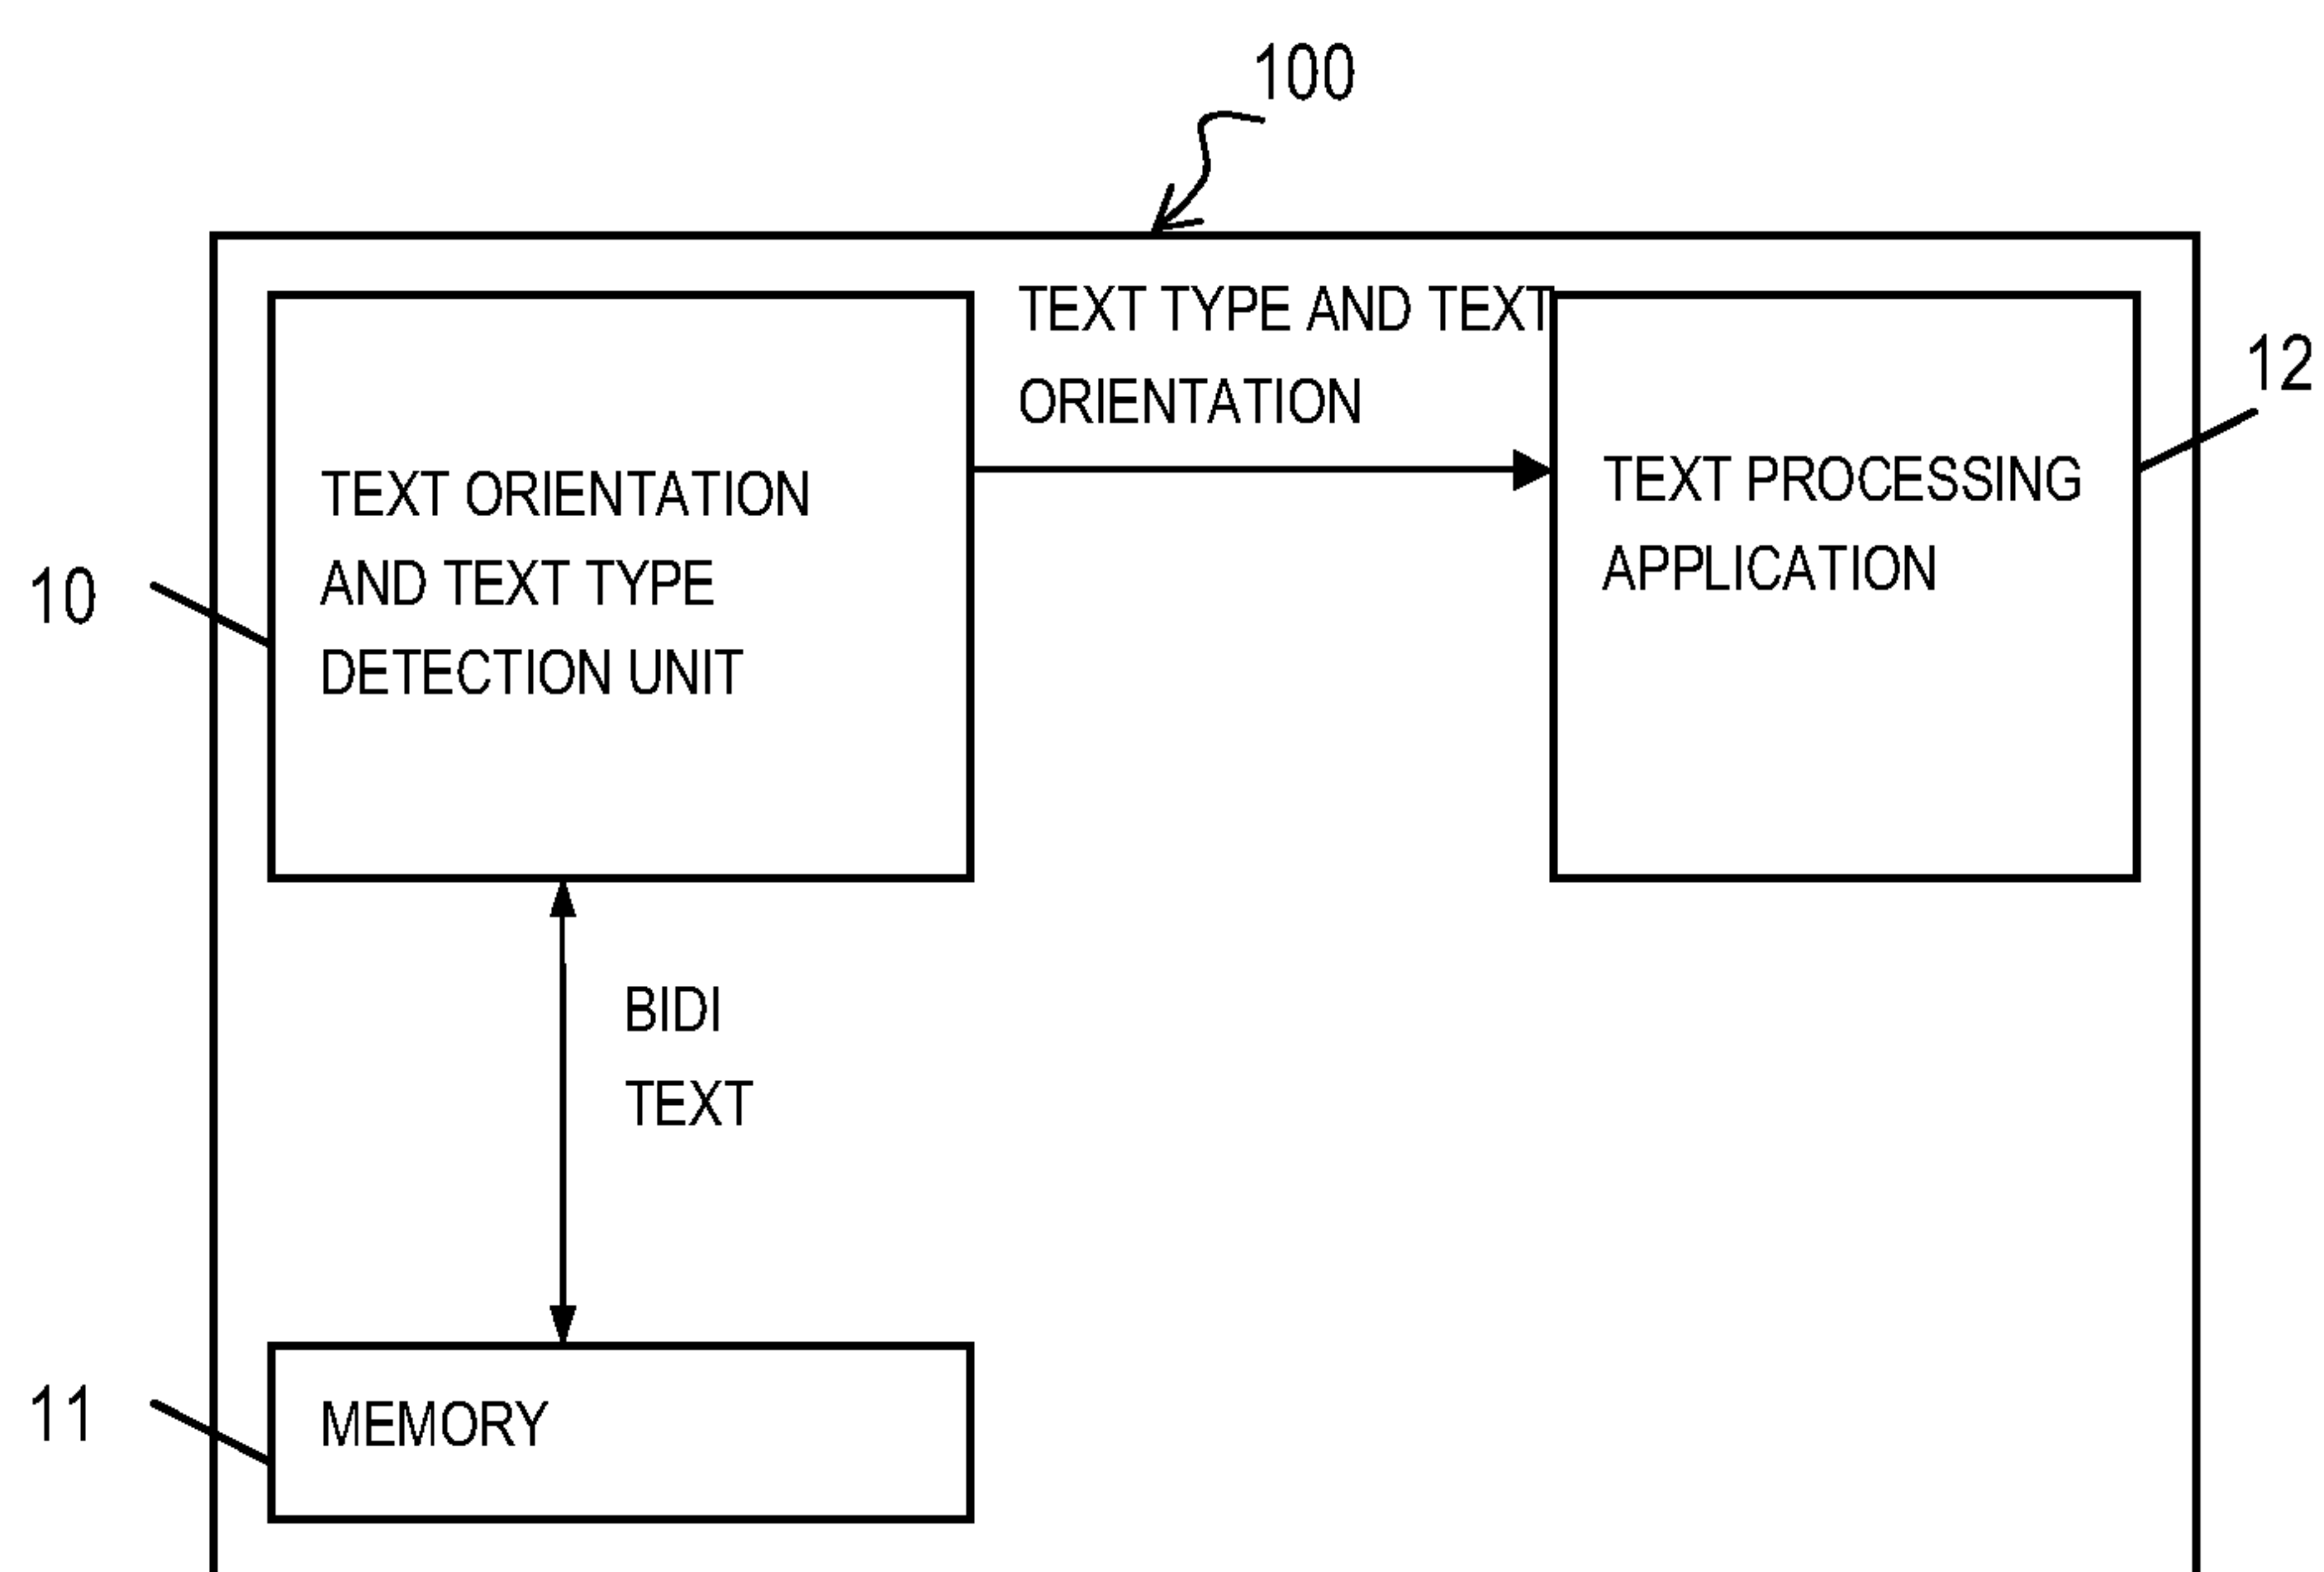 100
TEXT TYPE AND TEXT
ORIENTATION
12
TEXT ORIENTATION
AND TEXT TYPE
DETECTION UNIT
TEXT PROCESSING
APPLICATION
10
BIDI
TEXT
11
MEMORY